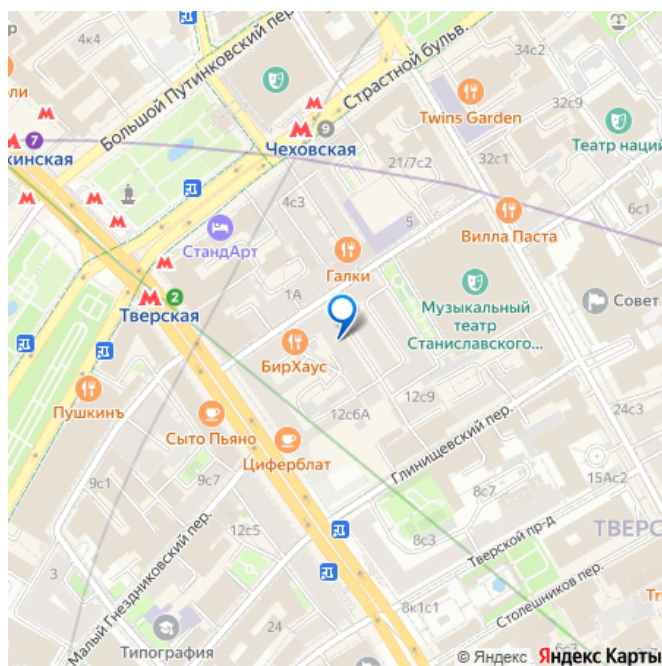 4к4
Большой Путинковский пер.
Страстной бульв.
34с2
Twins Garden
32с9
Театр наций
7
9
Чеховская
21/7с2
32с1
4с3
5
6с1
СтандАрт
Галки
Вилла Паста
2
Тверская
1А
Музыкальный
театр
Станиславского...
Совет
БирХаус
Пушкинъ
12с6А
12с9
24с3
Сыто Пьяно
Циферблат
Глинищевский пер.
9с1
9с7
15Ас2
8с7
12с5
8с3
Тверской пр-д.
3
Малый Гнездниковский пер.
24
8к1с1
Столешников пер.
Типография
© Яндекс Яндекс Карты